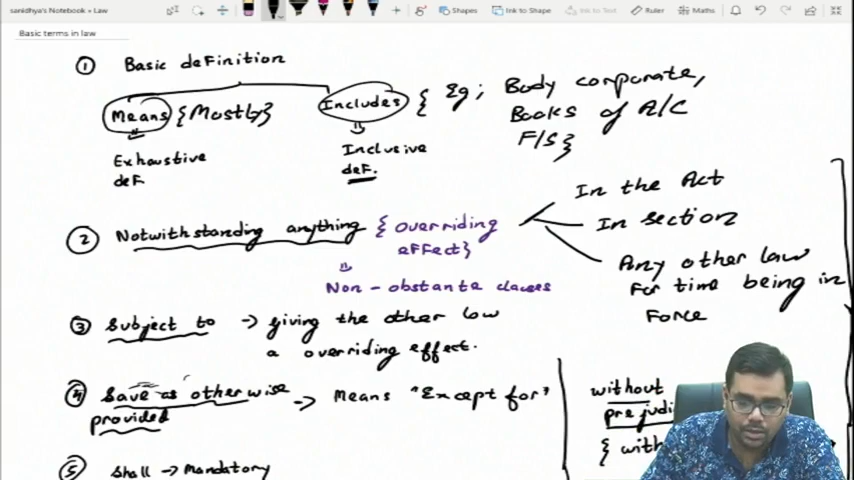 sanidhya's Notebook » Law
Shapes
Ink to Shape
Ink to Text
Ruler
Maths
Basic terms in law
① Basic definition
Means {Mostly}
Includes { Eg; Body corporate,
Books of A/C
F/S }
Exhaustive
def.
Inclusive
def.
② Notwithstanding anything { overriding
effect}
Non-obstante clauses
In the Act
In section
Any other law
for time being in
Force
③ Subject to → giving the other low
a overriding effect.
④ Save as otherwise
provided → Means "Except for"
without
prejudi
{ with
⑤ Shall → Mandatory